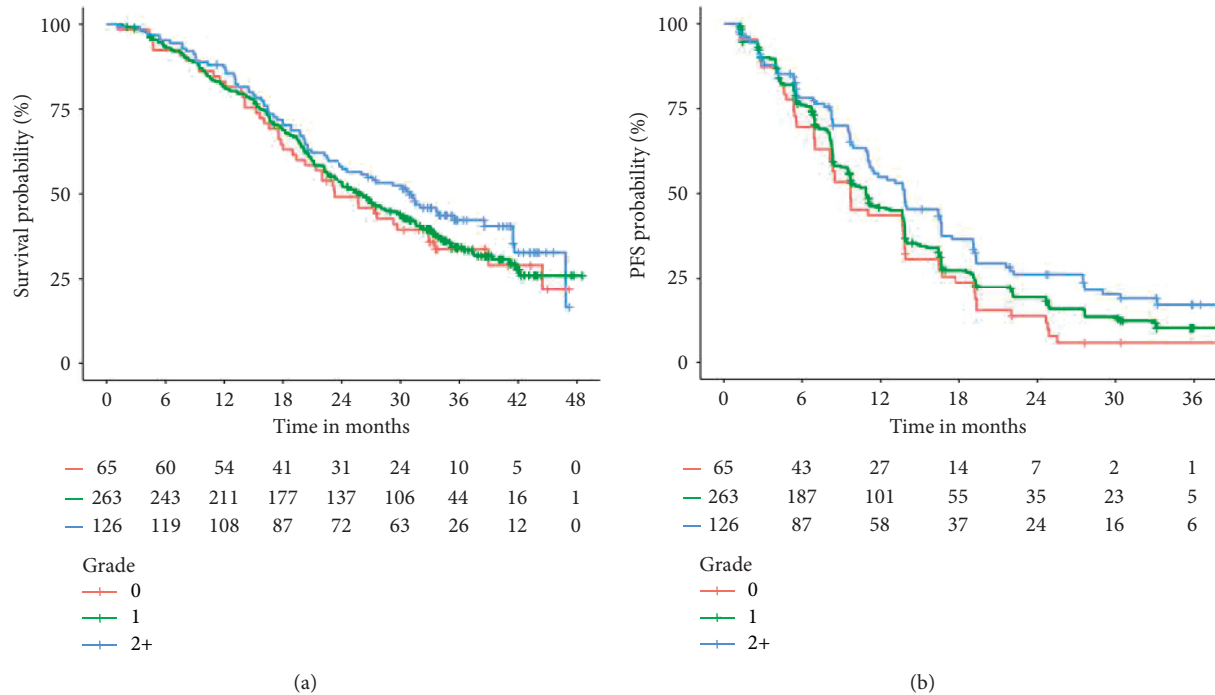 100
75
50
25
0
Survival probability (%)
0 6 12 18 24 30 36 42 48
Time in months
65 60 54 41 31 24 10 5 0
263 243 211 177 137 106 44 16 1
126 119 108 87 72 63 26 12 0
Grade
0
1
2+
(a)
100
75
50
25
0
PFS probability (%)
0 6 12 18 24 30 36
Time in months
65 43 27 14 7 2 1
263 187 101 55 35 23 5
126 87 58 37 24 16 6
Grade
0
1
2+
(b)